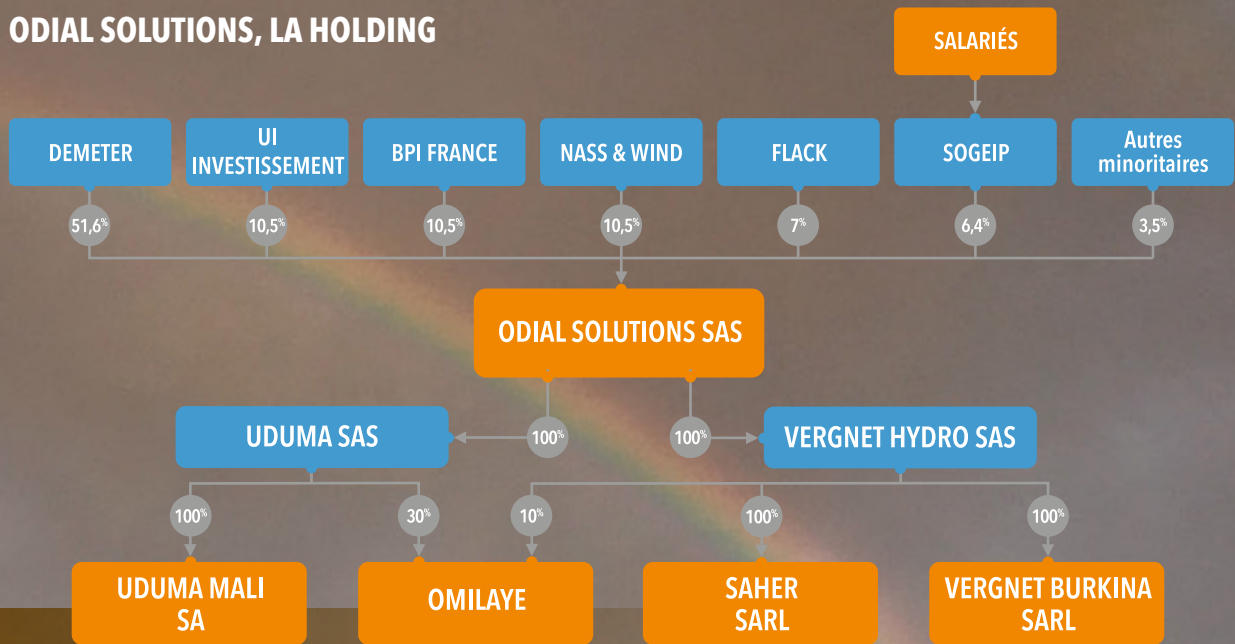 ODIAL SOLUTIONS, LA HOLDING
SALARIÉS
DEMETER
UI
INVESTISSEMENT
BPI FRANCE
NASS & WIND
FLACK
SOGEIP
Autres
minoritaires
51,6%
10,5%
10,5%
10,5%
7%
6,4%
3,5%
ODIAL SOLUTIONS SAS
UDUMA SAS
100%
100%
VERGNET HYDRO SAS
100%
30%
10%
100%
100%
UDUMA MALI
SA
OMILAYE
SAHER
SARL
VERGNET BURKINA
SARL